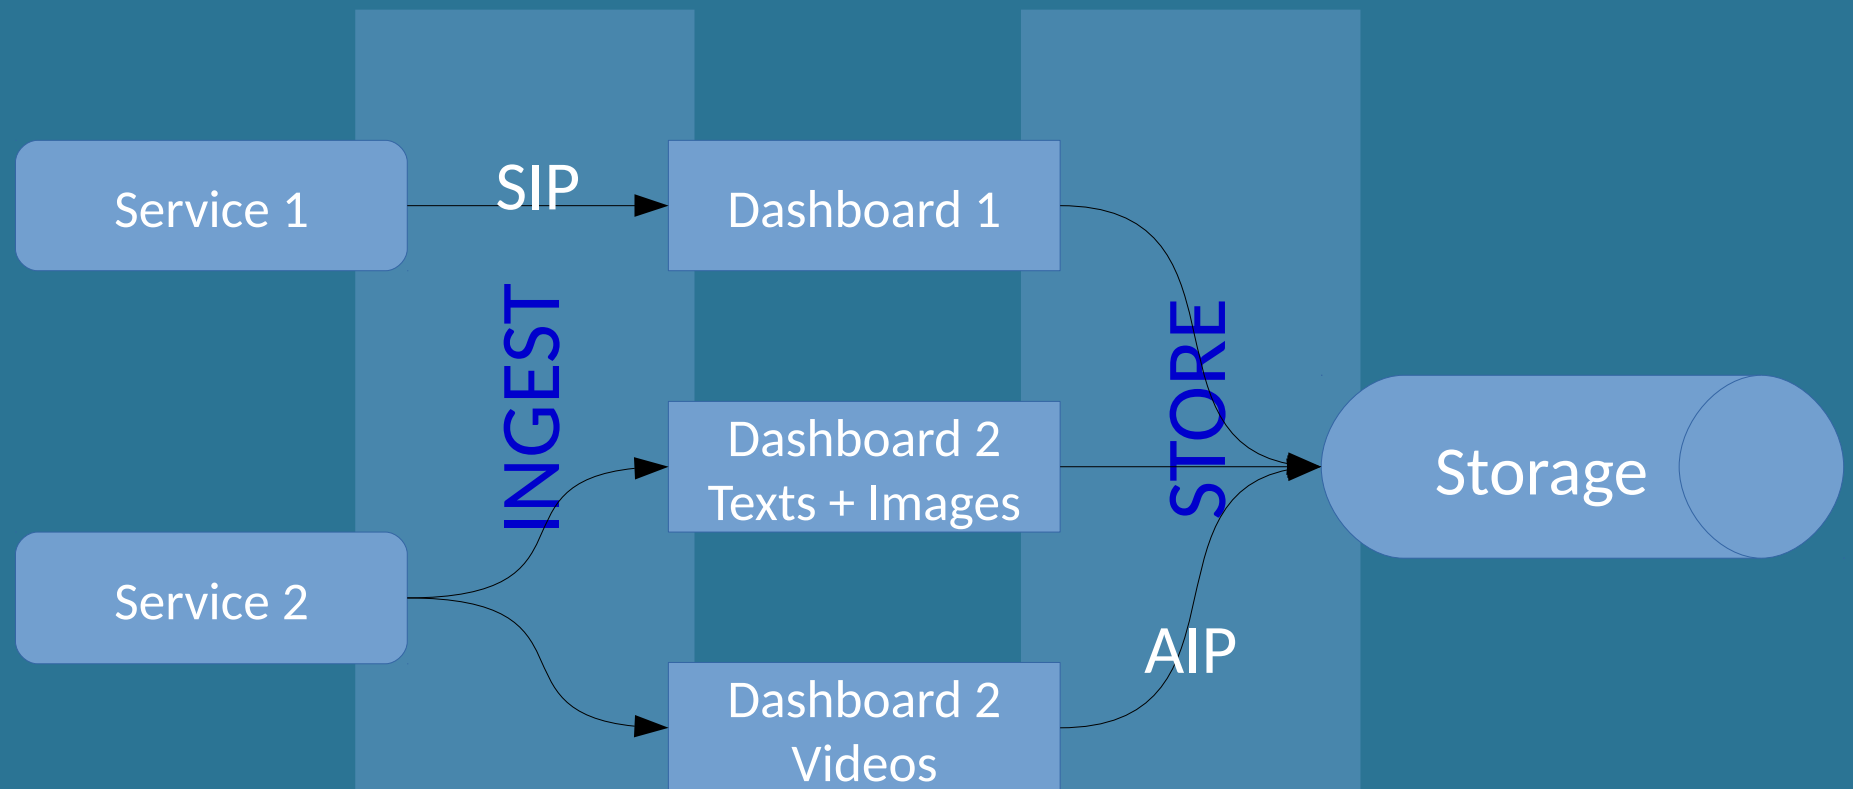 SIP
Service 1
Dashboard 1
INGEST
STORE
Dashboard 2
Texts + Images
Storage
Service 2
AIP
Dashboard 2
Videos